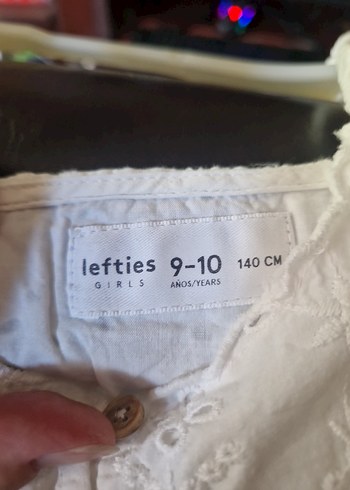 lefties 9-10 140 CM
GIRLS AÑOS/YEARS